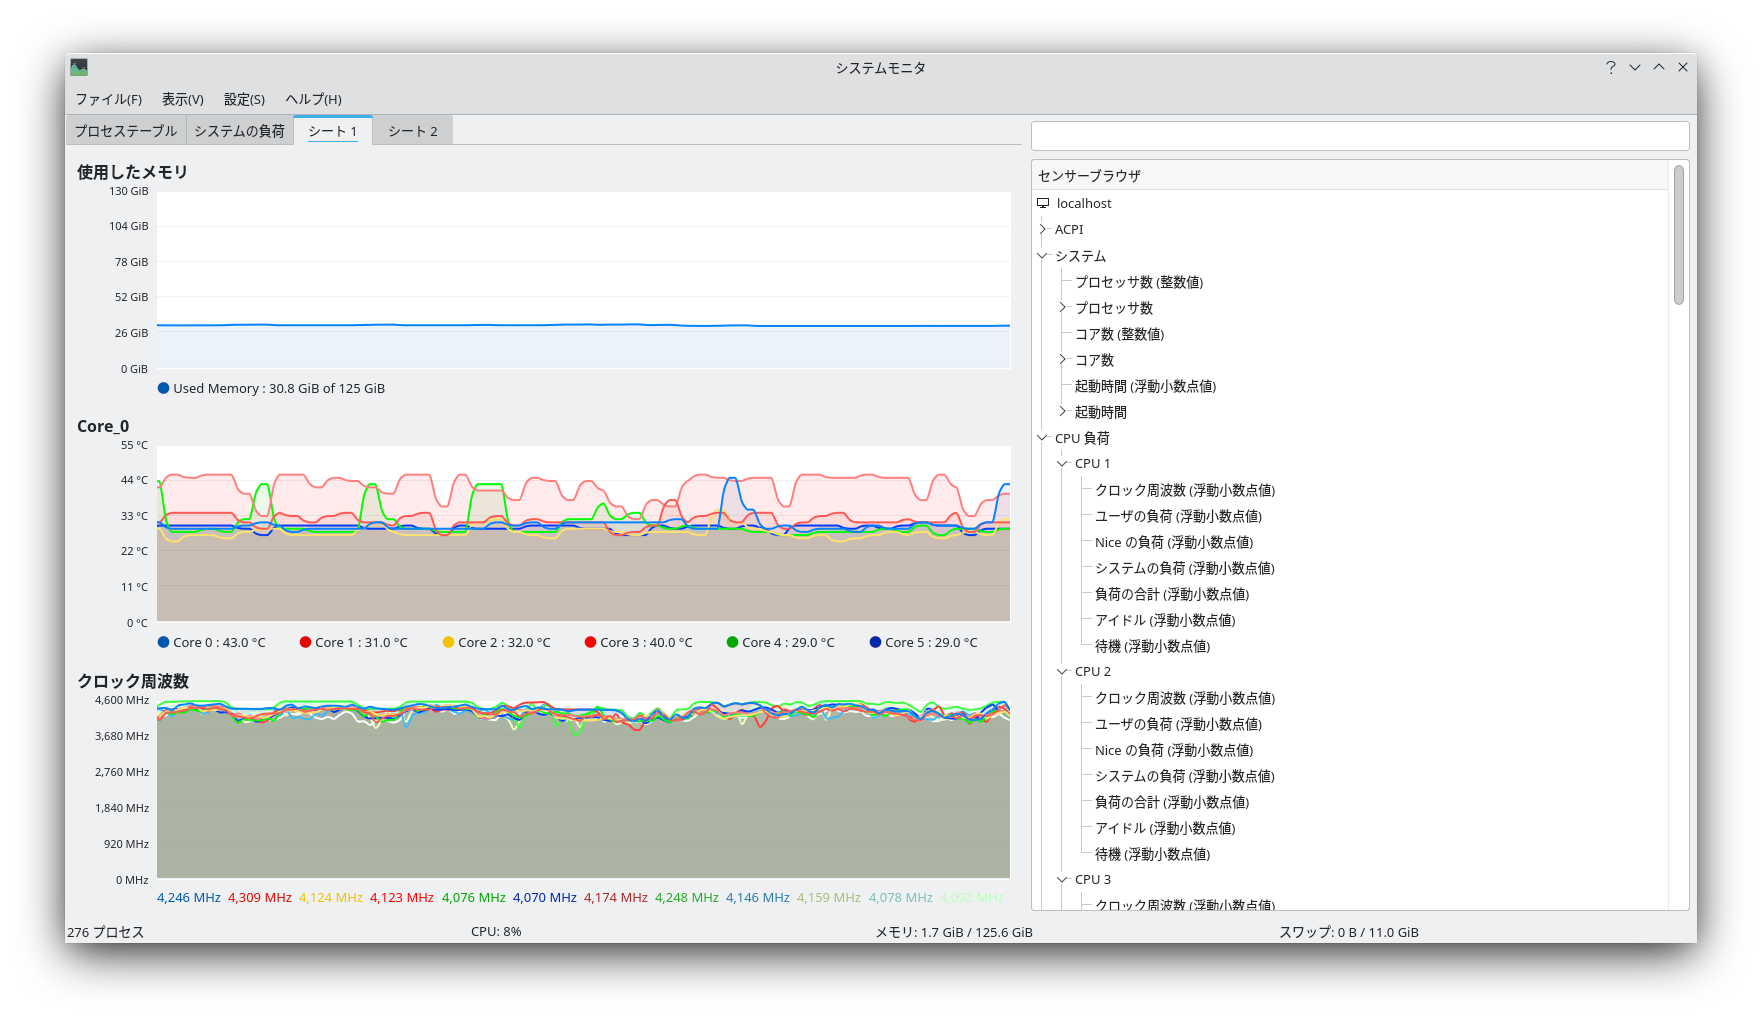 システムモニタ
ファイル(F) 表示(V) 設定(S) ヘルプ(H)
プロセステーブル システムの負荷 シート 1 シート 2
使用したメモリ
130 GiB
104 GiB
78 GiB
52 GiB
26 GiB
0 GiB
Used Memory : 30.8 GiB of 125 GiB
Core_0
55 °C
44 °C
33 °C
22 °C
11 °C
0 °C
Core 0 : 43.0 °C Core 1 : 31.0 °C Core 2 : 32.0 °C Core 3 : 40.0 °C Core 4 : 29.0 °C Core 5 : 29.0 °C
クロック周波数
4,600 MHz
3,680 MHz
2,760 MHz
1,840 MHz
920 MHz
0 MHz
4,246 MHz 4,309 MHz 4,124 MHz 4,123 MHz 4,076 MHz 4,070 MHz 4,174 MHz 4,248 MHz 4,146 MHz 4,159 MHz 4,078 MHz 4,092 MHz
センサーブラウザ
localhost
ACPI
システム
プロセッサ数 (整数値)
プロセッサ数
コア数 (整数値)
コア数
起動時間 (浮動小数点値)
起動時間
CPU 負荷
CPU 1
クロック周波数 (浮動小数点値)
ユーザの負荷 (浮動小数点値)
Nice の負荷 (浮動小数点値)
システムの負荷 (浮動小数点値)
負荷の合計 (浮動小数点値)
アイドル (浮動小数点値)
待機 (浮動小数点値)
CPU 2
クロック周波数 (浮動小数点値)
ユーザの負荷 (浮動小数点値)
Nice の負荷 (浮動小数点値)
システムの負荷 (浮動小数点値)
負荷の合計 (浮動小数点値)
アイドル (浮動小数点値)
待機 (浮動小数点値)
CPU 3
クロック周波数 (浮動小数点値)
276 プロセス CPU: 8% メモリ: 1.7 GiB / 125.6 GiB スワップ: 0 B / 11.0 GiB